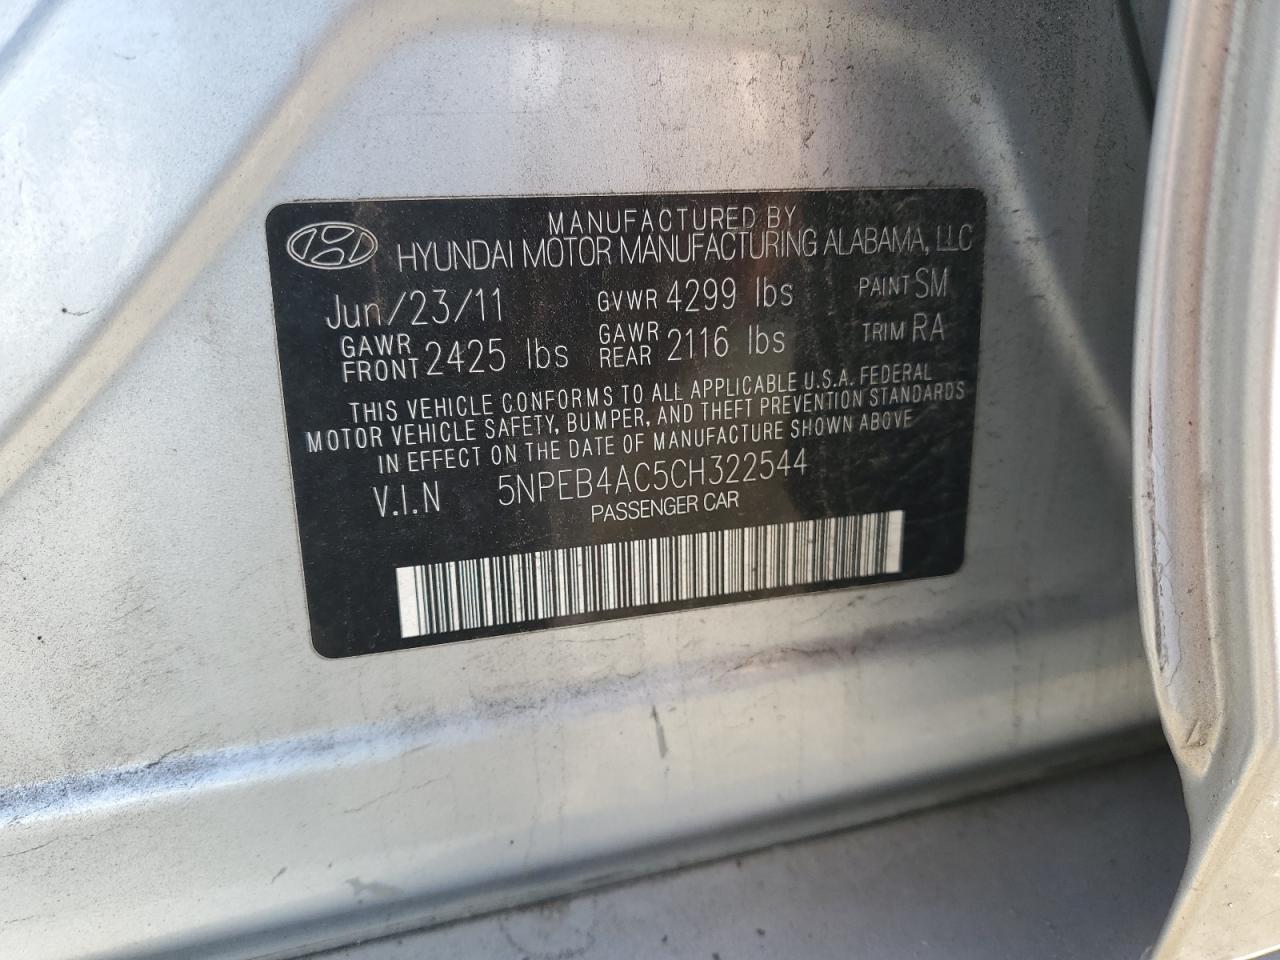 MANUFACTURED BY
HYUNDAI MOTOR MANUFACTURING ALABAMA, LLC
Jun/23/11 GVWR 4299 lbs PAINT SM
GAWR FRONT 2425 lbs GAWR REAR 2116 lbs TRIM RA
THIS VEHICLE CONFORMS TO ALL APPLICABLE U.S.A. FEDERAL
MOTOR VEHICLE SAFETY, BUMPER, AND THEFT PREVENTION STANDARDS
IN EFFECT ON THE DATE OF MANUFACTURE SHOWN ABOVE
V.I.N 5NPEB4AC5CH322544
PASSENGER CAR